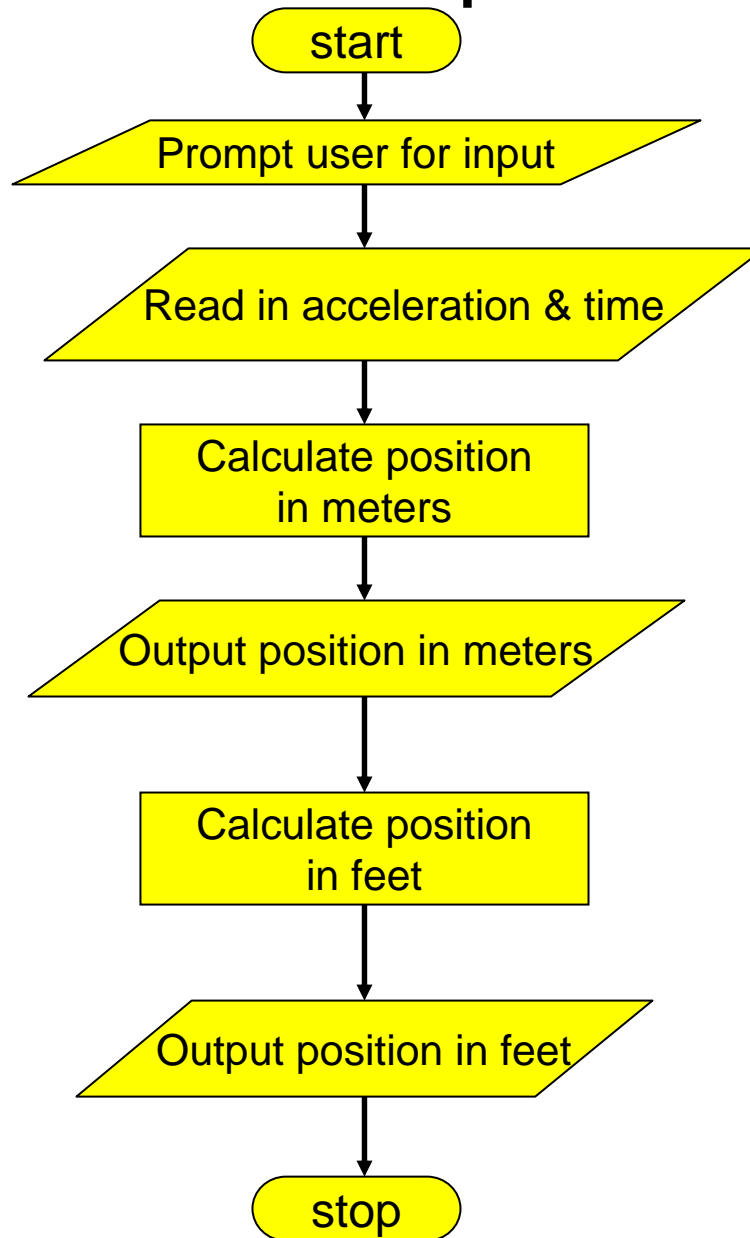 start
Prompt user for input
Read in acceleration & time
Calculate position
in meters
Output position in meters
Calculate position
in feet
Output position in feet
stop